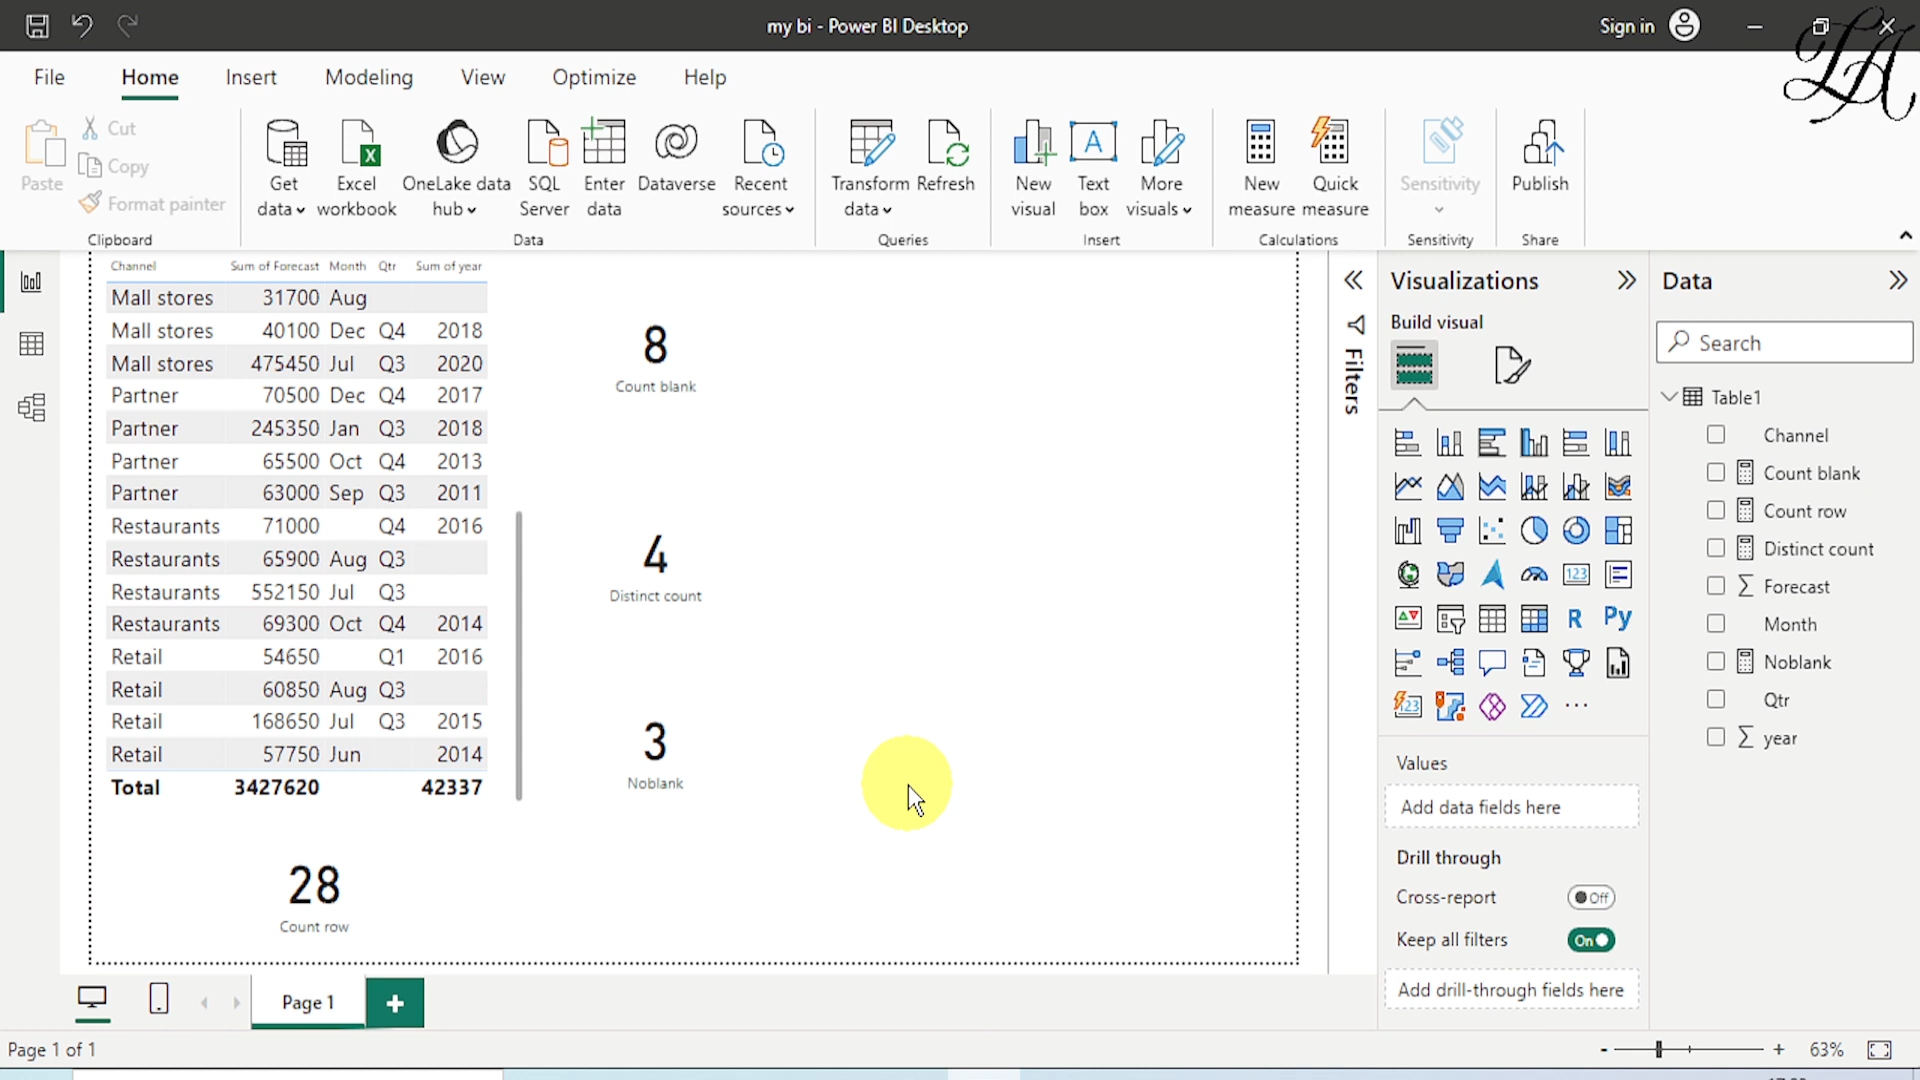 my bi - Power BI Desktop
Sign in
LA
File Home Insert Modeling View Optimize Help
Paste
Cut
Copy
Format painter
Clipboard
Get data
Excel workbook
OneLake data hub
SQL Server
Enter data
Dataverse
Recent sources
Data
Transform data
Refresh
Queries
New visual
A
Text box
More visuals
Insert
New measure
Quick measure
Calculations
Sensitivity
Sensitivity
Publish
Share
Channel Sum of Forecast Month Qtr Sum of year
Mall stores 31700 Aug
Mall stores 40100 Dec Q4 2018
Mall stores 475450 Jul Q3 2020
Partner 70500 Dec Q4 2017
Partner 245350 Jan Q3 2018
Partner 65500 Oct Q4 2013
Partner 63000 Sep Q3 2011
Restaurants 71000 Q4 2016
Restaurants 65900 Aug Q3
Restaurants 552150 Jul Q3
Restaurants 69300 Oct Q4 2014
Retail 54650 Q1 2016
Retail 60850 Aug Q3
Retail 168650 Jul Q3 2015
Retail 57750 Jun 2014
Total 3427620 42337
8
Count blank
4
Distinct count
3
Noblank
28
Count row
Filters
Visualizations
Build visual
123
R
Py
123
Values
Add data fields here
Drill through
Cross-report Off
Keep all filters On
Add drill-through fields here
Data
Search
Table1
Channel
Count blank
Count row
Distinct count
Forecast
Month
Noblank
Qtr
year
Page 1
Page 1 of 1
- + 63%